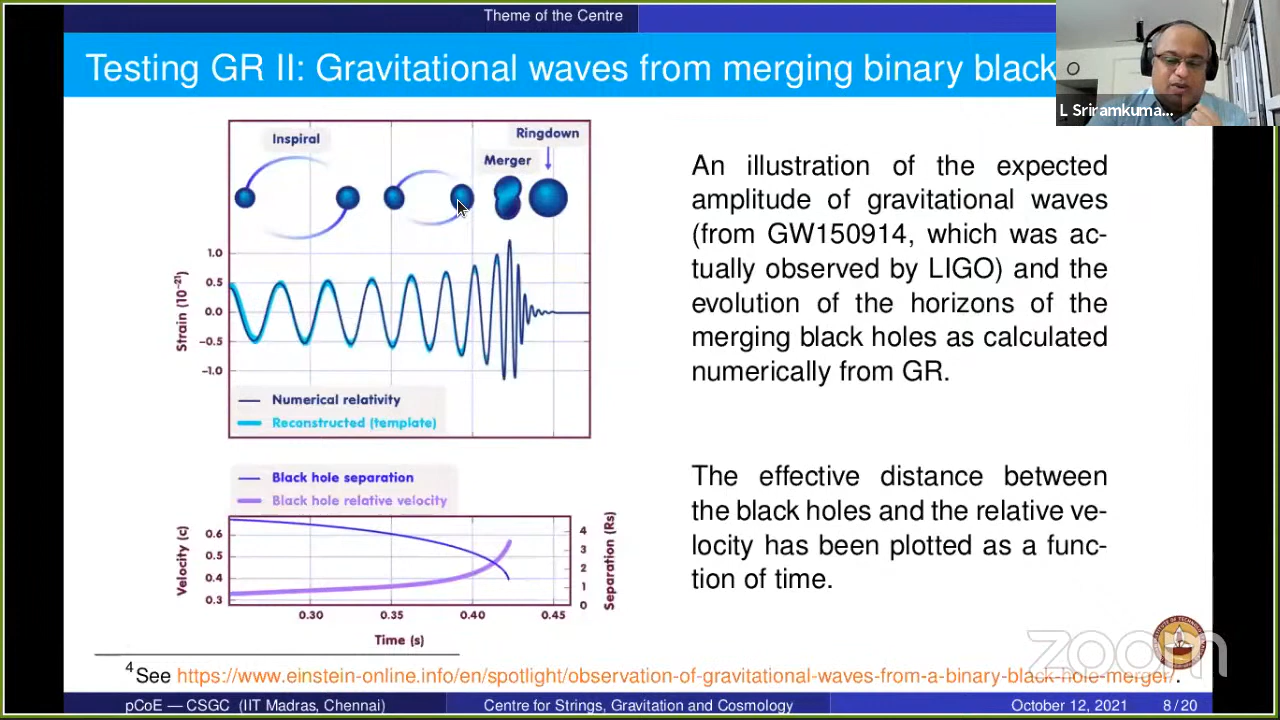 Theme of the Centre
Testing GR II: Gravitational waves from merging binary black
L Sriramkuma...
Inspiral
Ringdown
Merger
1.0
0.5
0.0
−0.5
−1.0
Strain (10⁻²¹)
Numerical relativity
Reconstructed (template)
Black hole separation
Black hole relative velocity
0.6
0.5
0.4
0.3
Velocity (c)
4
3
2
1
0
Separation (Rs)
0.30 0.35 0.40 0.45
Time (s)
An illustration of the expected
amplitude of gravitational waves
(from GW150914, which was ac-
tually observed by LIGO) and the
evolution of the horizons of the
merging black holes as calculated
numerically from GR.
The effective distance between
the black holes and the relative ve-
locity has been plotted as a func-
tion of time.
zoom
4 See https://www.einstein-online.info/en/spotlight/observation-of-gravitational-waves-from-a-binary-black-hole-merger/.
pCoE — CSGC (IIT Madras, Chennai) Centre for Strings, Gravitation and Cosmology October 12, 2021 8 / 20